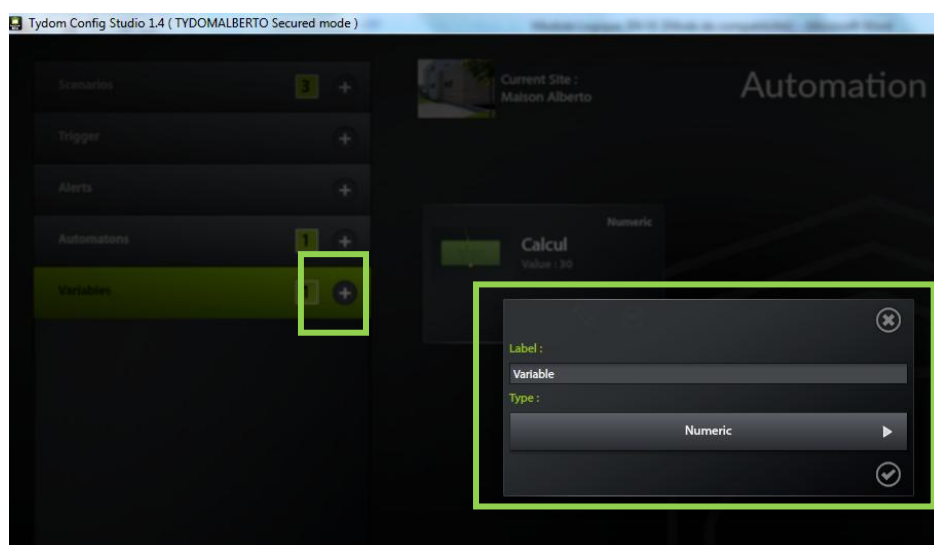 Tydom Config Studio 1.4 ( TYDOMALBERTO Secured mode )
Scenarios
3
+
Trigger
+
Alerts
+
Automatons
1
+
Variables
1
+
Current Site :
Maison Alberto
Automation
Numeric
Calcul
Value : 30
Label :
Variable
Type :
Numeric